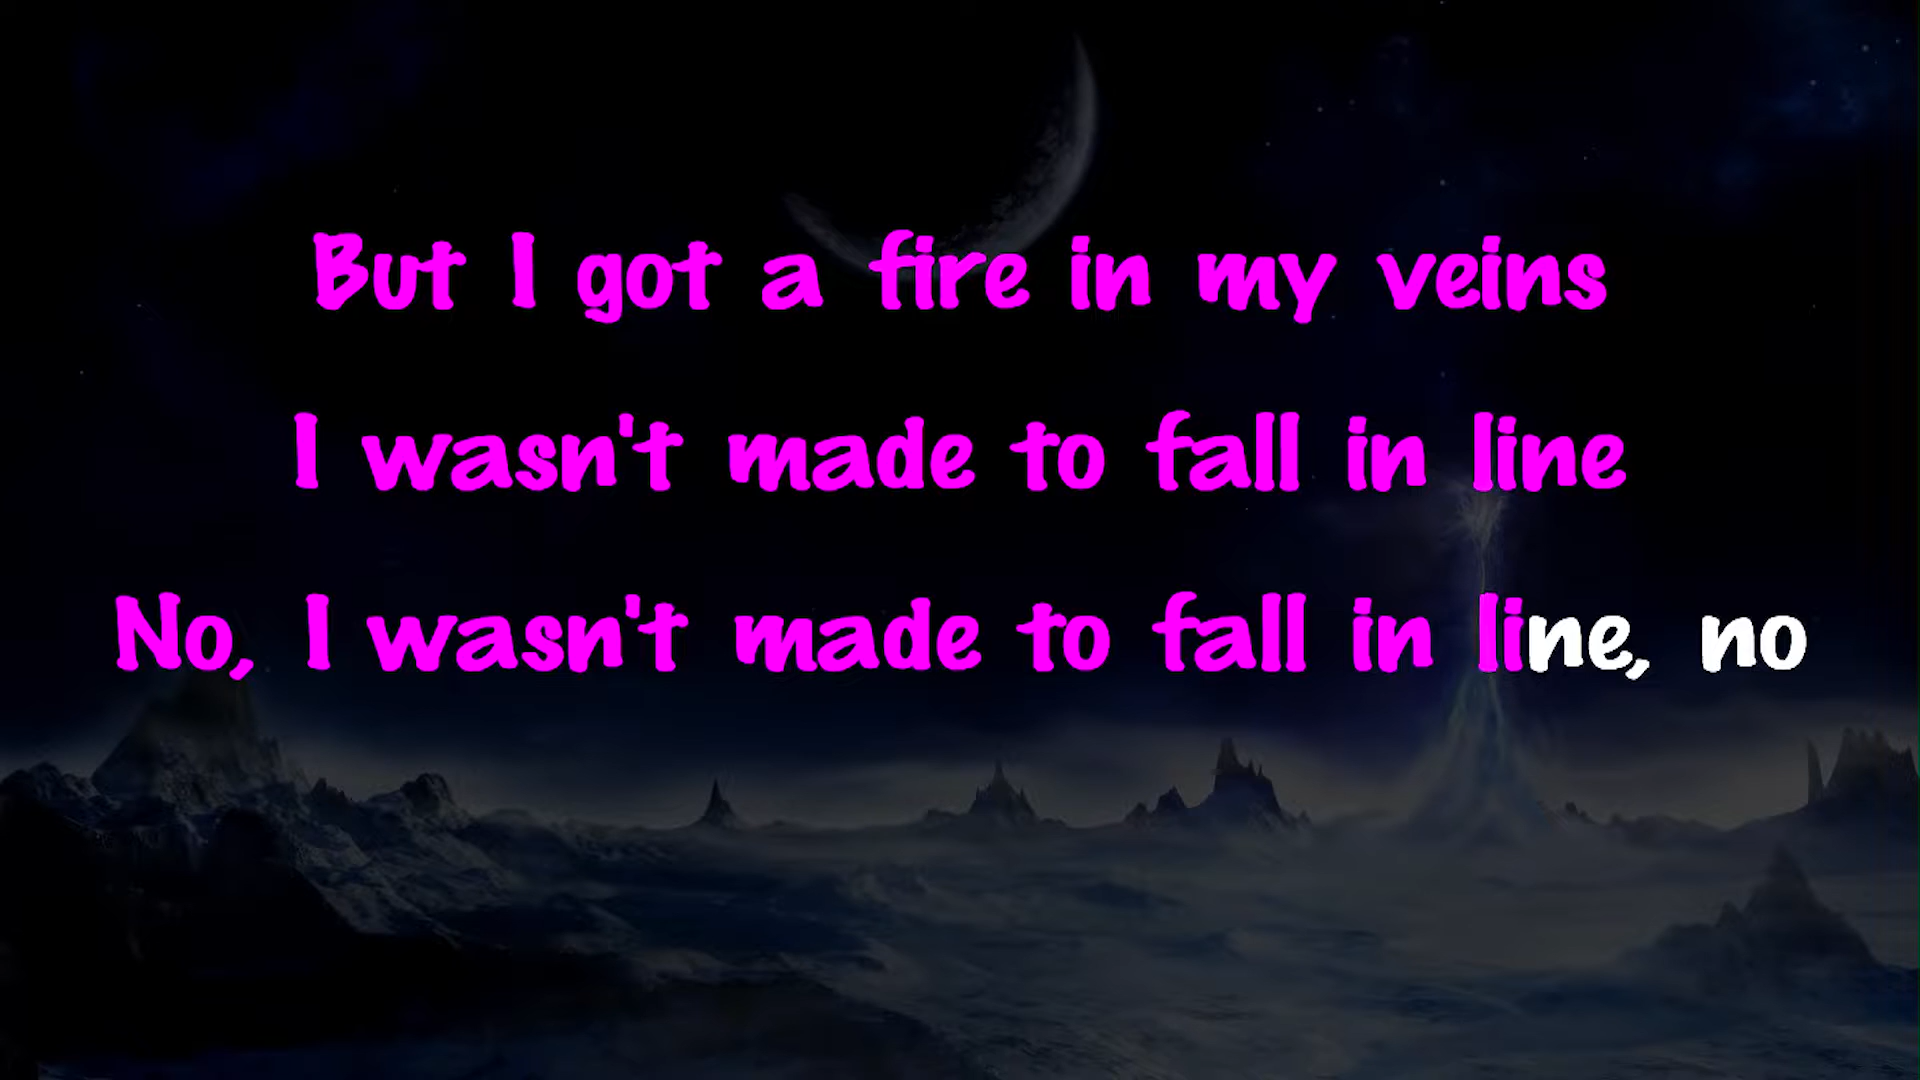 But I got a fire in my veins
I wasn't made to fall in line
No, I wasn't made to fall in line, no